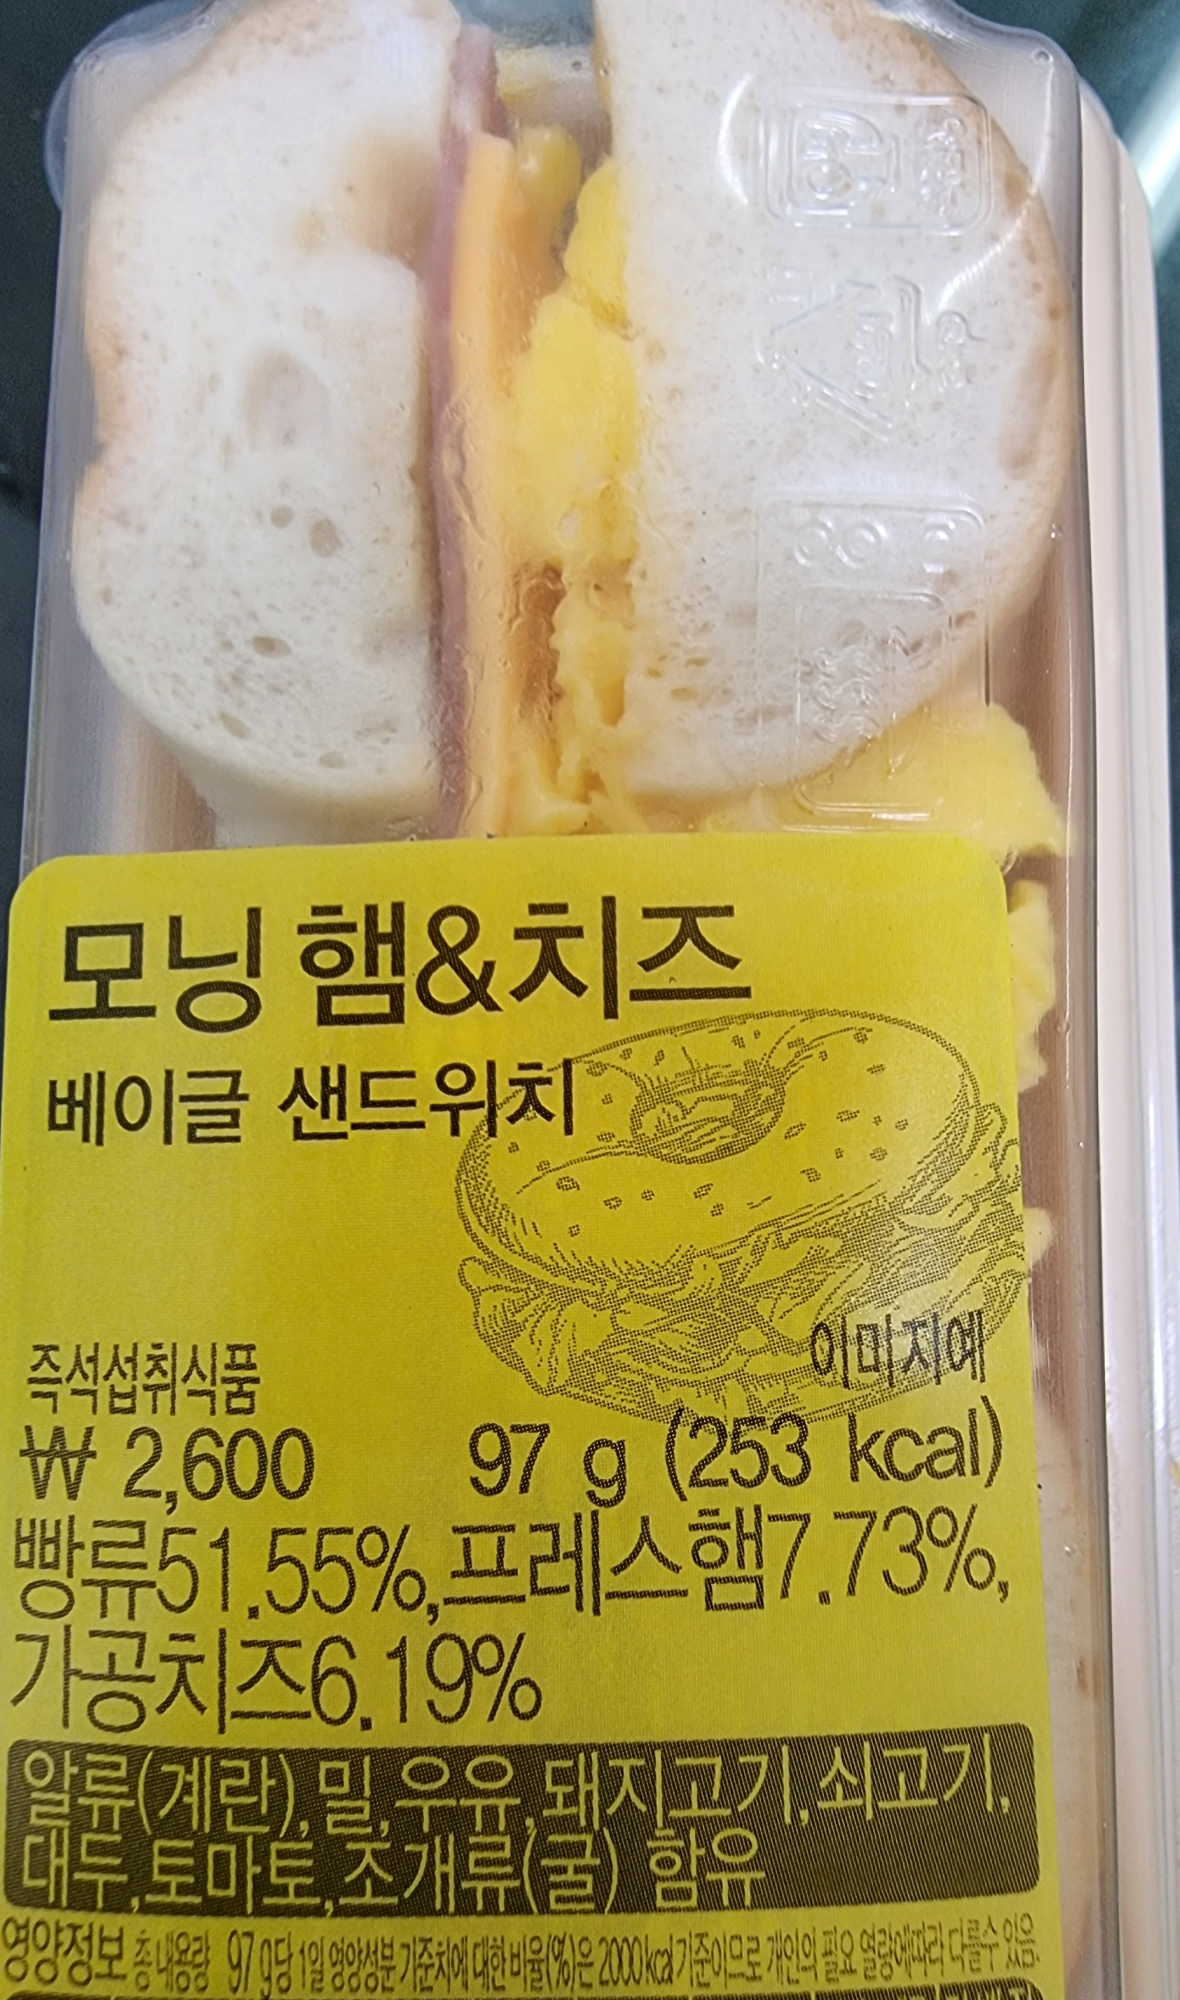 모닝 햄&치즈
베이글 샌드위치
이미지예
즉석섭취식품
₩ 2,600 97 g (253 kcal)
빵류51.55%,프레스햄7.73%,
가공치즈6.19%
알류(계란),밀,우유,돼지고기,쇠고기,
대두,토마토,조개류(굴) 함유
영양정보 총내용량 97 g당 1일 영양성분 기준치에 대한 비율(%)은 2000 kcal 기준이므로 개인의 필요 열량에따라 다를수 있음